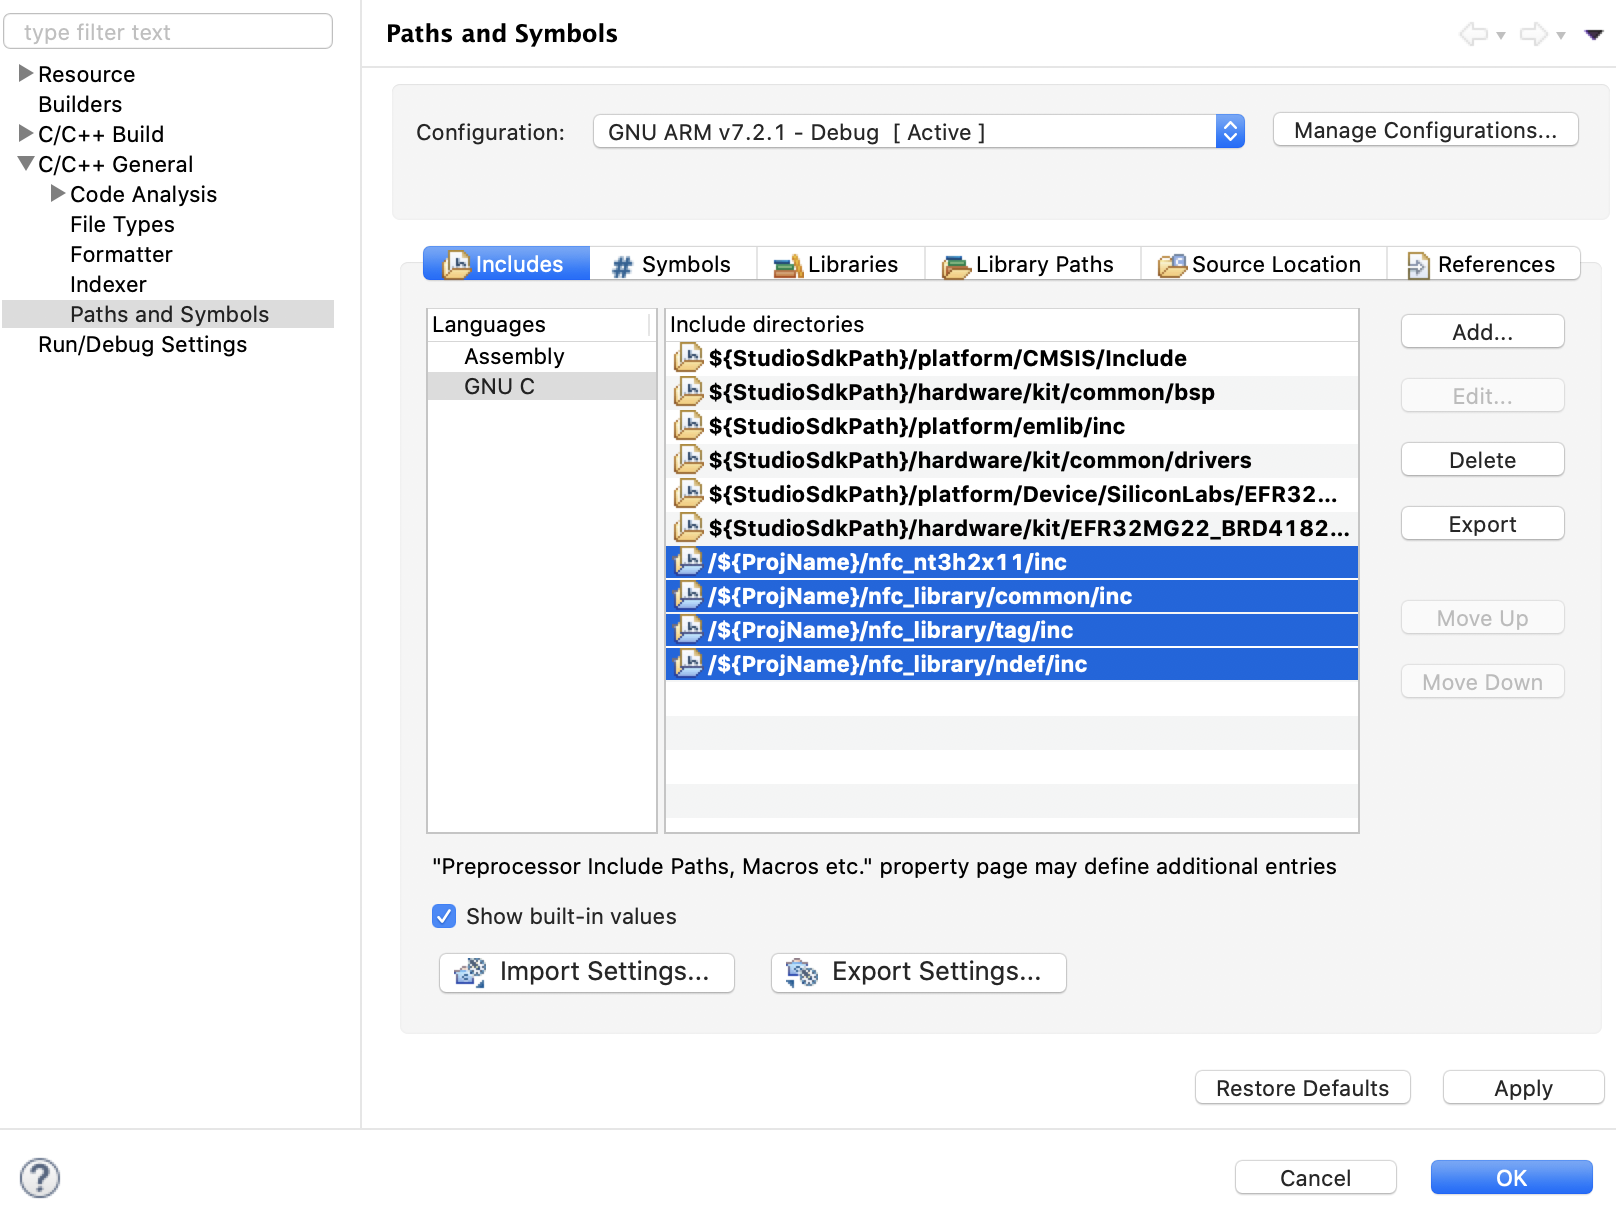 type filter text
Resource
Builders
C/C++ Build
C/C++ General
Code Analysis
File Types
Formatter
Indexer
Paths and Symbols
Run/Debug Settings
Paths and Symbols
Configuration:
GNU ARM v7.2.1 - Debug [ Active ]
Manage Configurations...
Includes
# Symbols
Libraries
Library Paths
Source Location
References
Languages
Assembly
GNU C
Include directories
${StudioSdkPath}/platform/CMSIS/Include
${StudioSdkPath}/hardware/kit/common/bsp
${StudioSdkPath}/platform/emlib/inc
${StudioSdkPath}/hardware/kit/common/drivers
${StudioSdkPath}/platform/Device/SiliconLabs/EFR32...
${StudioSdkPath}/hardware/kit/EFR32MG22_BRD4182...
/${ProjName}/nfc_nt3h2x11/inc
/${ProjName}/nfc_library/common/inc
/${ProjName}/nfc_library/tag/inc
/${ProjName}/nfc_library/ndef/inc
Add...
Edit...
Delete
Export
Move Up
Move Down
"Preprocessor Include Paths, Macros etc." property page may define additional entries
Show built-in values
Import Settings...
Export Settings...
Restore Defaults
Apply
?
Cancel
OK